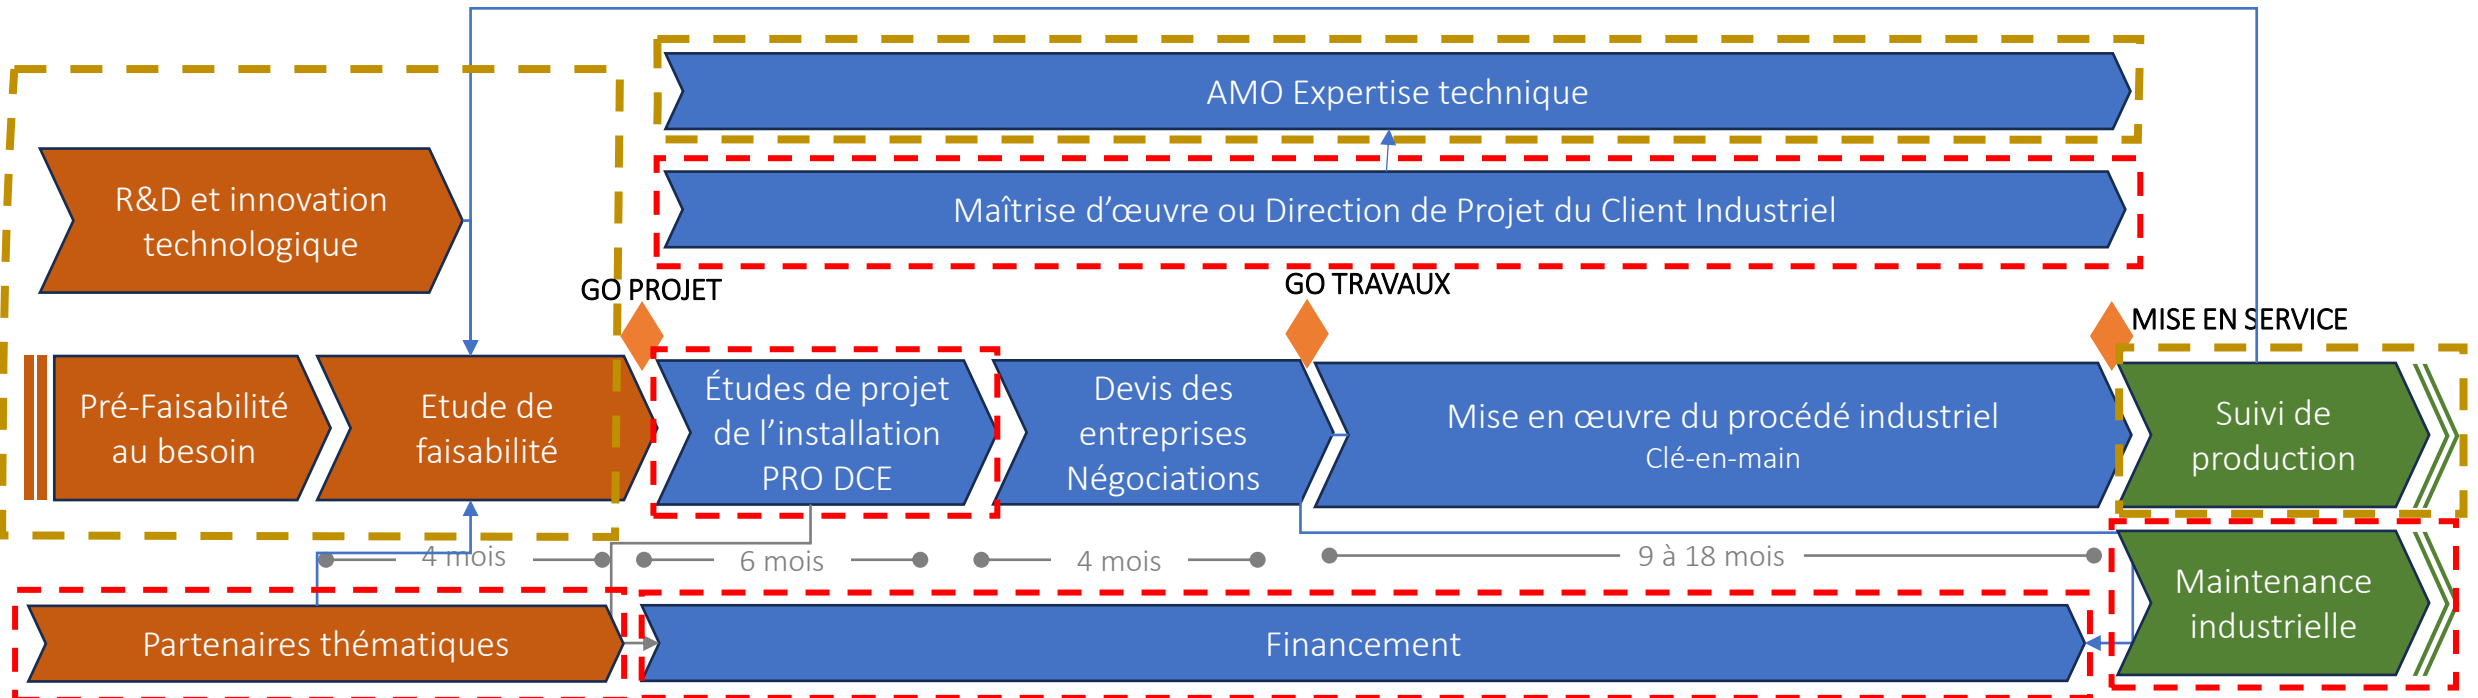 AMO Expertise technique
R&D et innovation
technologique
Maîtrise d’œuvre ou Direction de Projet du Client Industriel
GO PROJET
GO TRAVAUX
MISE EN SERVICE
Pré-Faisabilité
au besoin
Etude de
faisabilité
Études de projet
de l’installation
PRO DCE
Devis des
entreprises
Négociations
Mise en œuvre du procédé industriel
Clé-en-main
Suivi de
production
4 mois
6 mois
4 mois
9 à 18 mois
Maintenance
industrielle
Partenaires thématiques
Financement